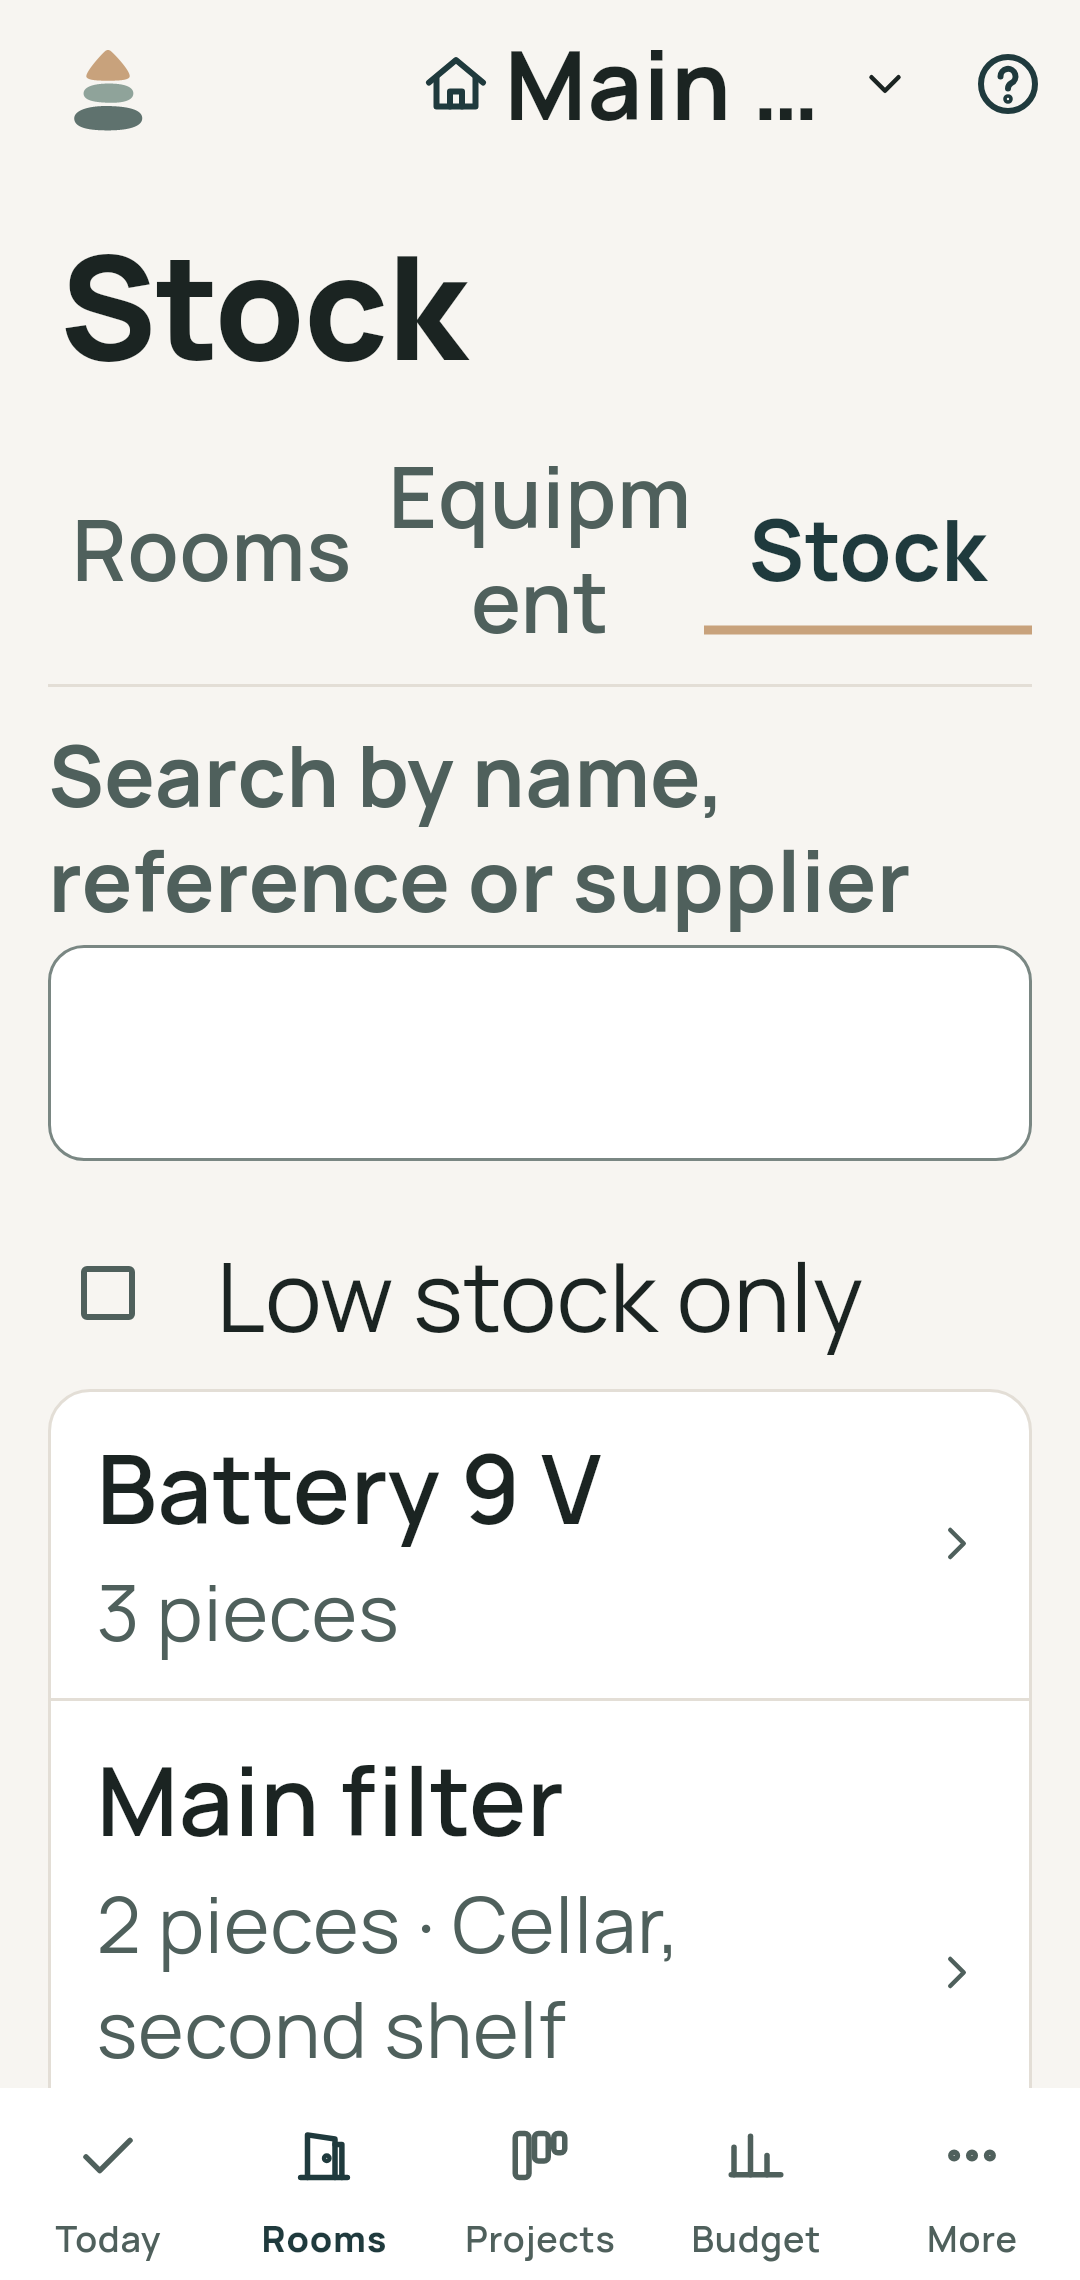 Main ...
Stock
Rooms
Equipm
ent
Stock
Search by name,
reference or supplier
Low stock only
Battery 9 V
3 pieces
Main filter
2 pieces · Cellar,
second shelf
Today
Rooms
Projects
Budget
More